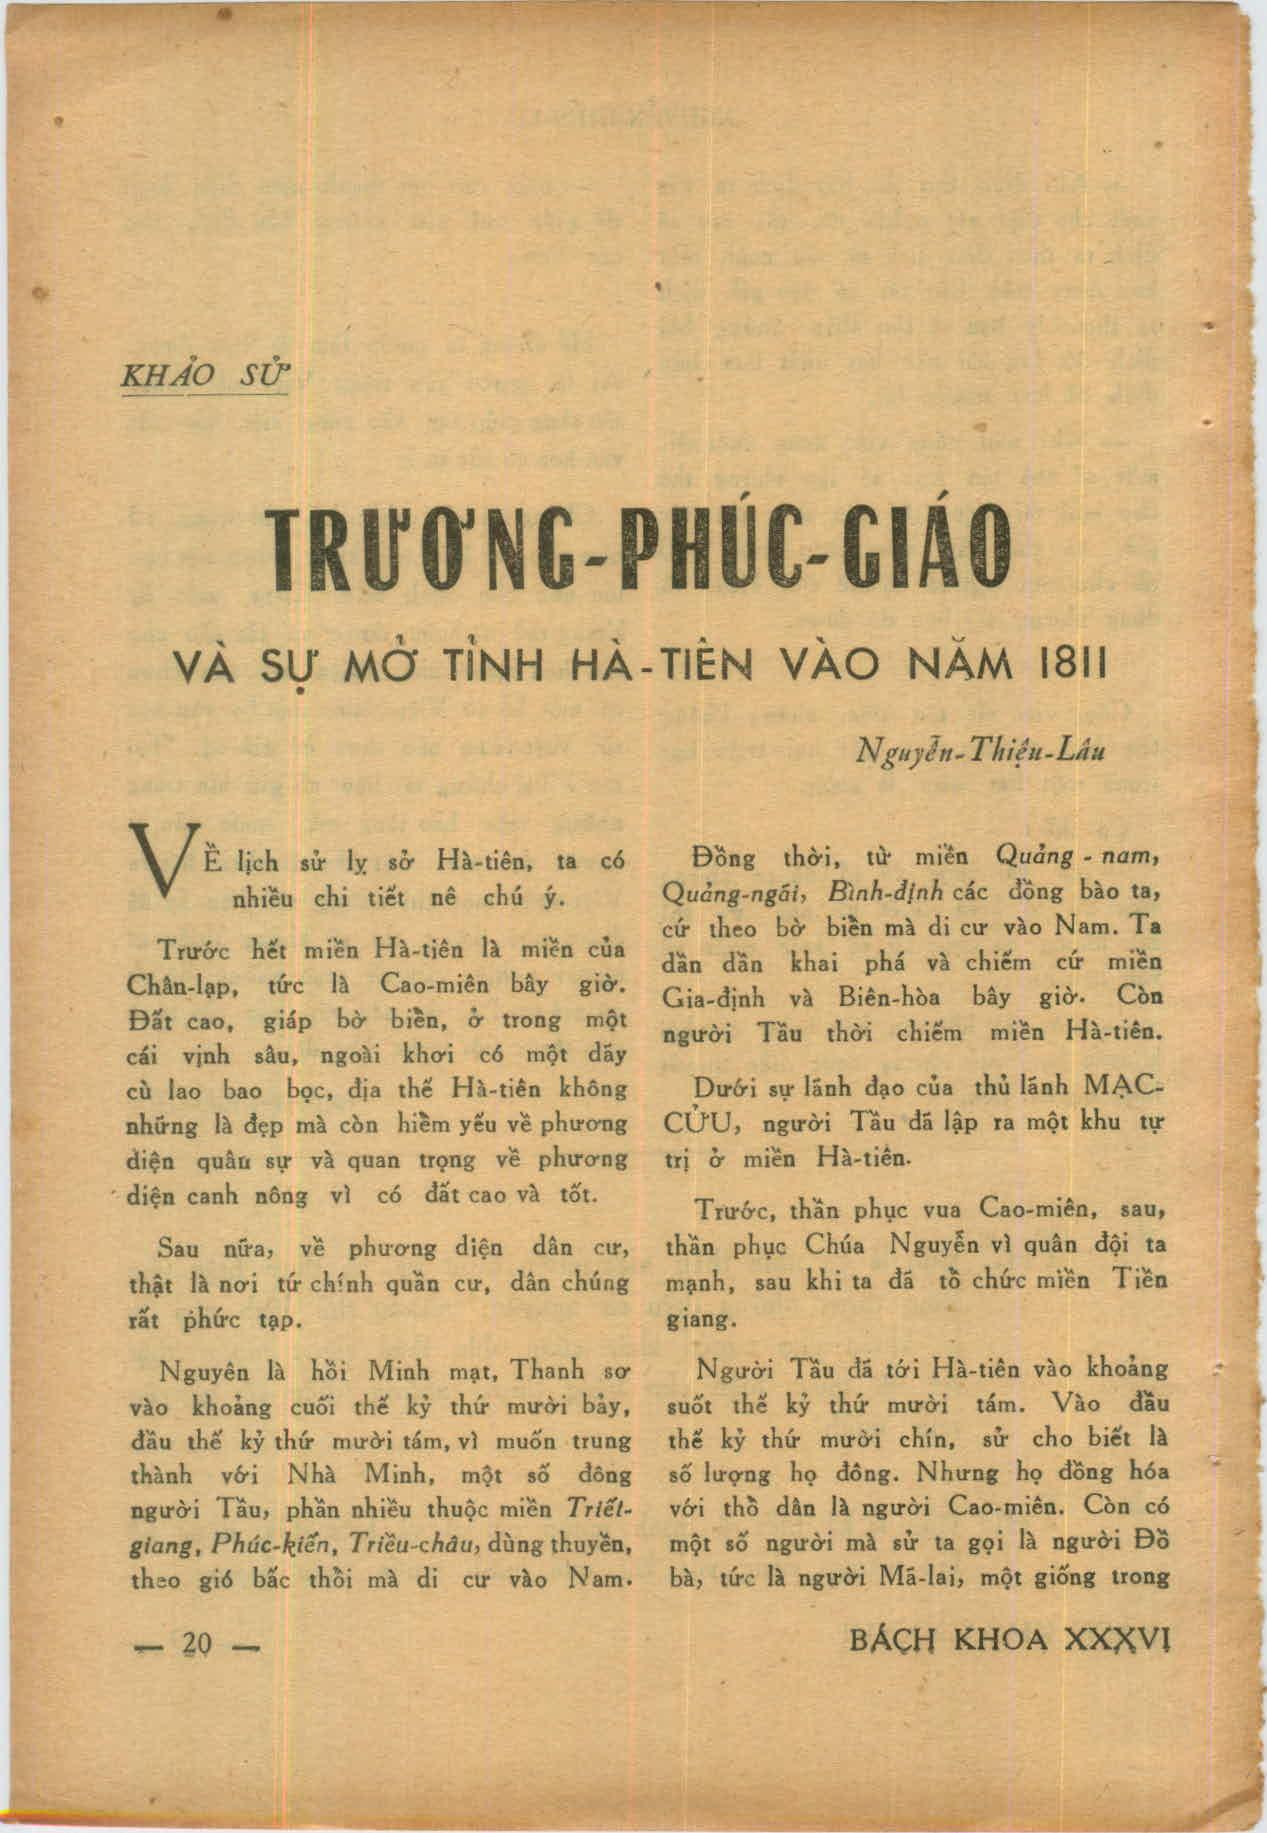 KHẢO SỬ
TRƯƠNG-PHÚC-GIÁO
VÀ SỰ MỞ TỈNH HÀ-TIÊN VÀO NĂM 1811
Nguyễn-Thiệu-Lâu
VỀ lịch sử lỵ sở Hà-tiên, ta có
nhiều chi tiết nê chú ý.
Trước hết miền Hà-tiên là miền của
Chân-lạp, tức là Cao-miên bây giờ.
Đất cao, giáp bờ biển, ở trong một
cái vịnh sâu, ngoài khơi có một dãy
cù lao bao bọc, địa thế Hà-tiên không
những là đẹp mà còn hiểm yếu về phương
diện quân sự và quan trọng về phương
diện canh nông vì có đất cao và tốt.
Sau nữa, về phương diện dân cư,
thật là nơi tứ chính quần cư, dân chúng
rất phức tạp.
Nguyên là hồi Minh mạt, Thanh sơ
vào khoảng cuối thế kỷ thứ mười bảy,
đầu thế kỷ thứ mười tám, vì muốn trung
thành với Nhà Minh, một số đông
người Tầu, phần nhiều thuộc miền Triết-
giang, Phúc-kiến, Triều-châu, dùng thuyền,
theo gió bấc thổi mà di cư vào Nam.
Đồng thời, từ miền Quảng - nam,
Quảng-ngãi, Bình-định các đồng bào ta,
cứ theo bờ biển mà di cư vào Nam. Ta
dần dần khai phá và chiếm cứ miền
Gia-định và Biên-hòa bây giờ. Còn
người Tầu thời chiếm miền Hà-tiên.
Dưới sự lãnh đạo của thủ lãnh MẠC-
CỬU, người Tầu đã lập ra một khu tự
trị ở miền Hà-tiên.
Trước, thần phục vua Cao-miên, sau,
thần phục Chúa Nguyễn vì quân đội ta
mạnh, sau khi ta đã tổ chức miền Tiền
giang.
Người Tầu đã tới Hà-tiên vào khoảng
suốt thế kỷ thứ mười tám. Vào đầu
thế kỷ thứ mười chín, sử cho biết là
số lượng họ đông. Nhưng họ đồng hóa
với thổ dân là người Cao-miên. Còn có
một số người mà sử ta gọi là người Đồ
bà, tức là người Mã-lai, một giống trong
— 20 —
BÁCH KHOA XXXVI